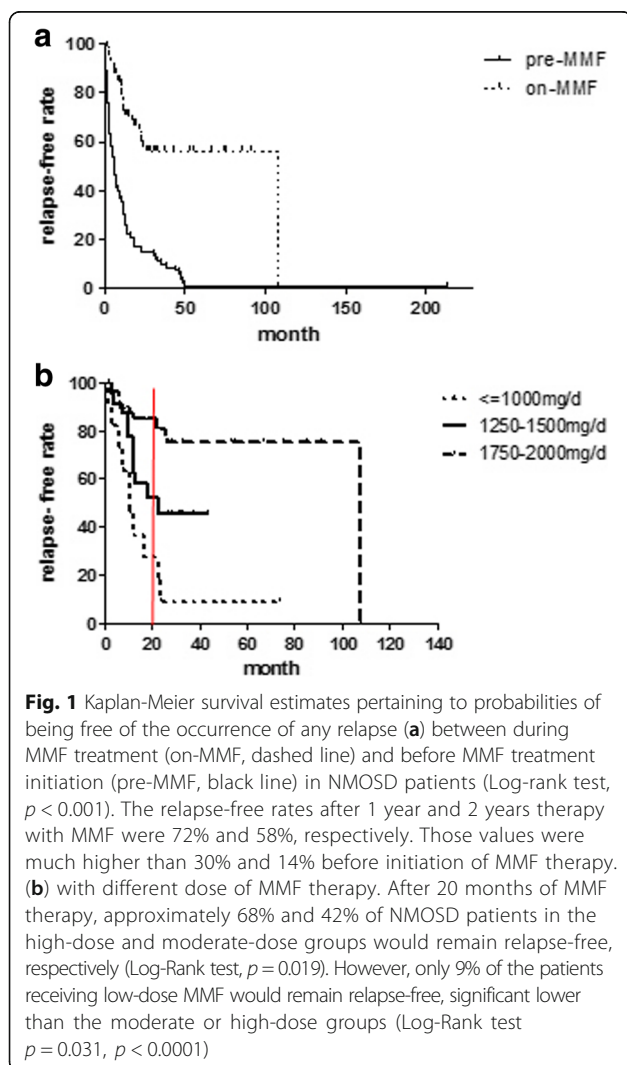 a
100
80
60
40
20
0
relapse-free rate
pre-MMF
on-MMF
0 50 100 150 200
month
b
100
80
60
40
20
0
relapse- free rate
<=1000mg/d
1250-1500mg/d
1750-2000mg/d
0 20 40 60 80 100 120 140
month
Fig. 1 Kaplan-Meier survival estimates pertaining to probabilities of
being free of the occurrence of any relapse (a) between during
MMF treatment (on-MMF, dashed line) and before MMF treatment
initiation (pre-MMF, black line) in NMOSD patients (Log-rank test,
p < 0.001). The relapse-free rates after 1 year and 2 years therapy
with MMF were 72% and 58%, respectively. Those values were
much higher than 30% and 14% before initiation of MMF therapy.
(b) with different dose of MMF therapy. After 20 months of MMF
therapy, approximately 68% and 42% of NMOSD patients in the
high-dose and moderate-dose groups would remain relapse-free,
respectively (Log-Rank test, p = 0.019). However, only 9% of the patients
receiving low-dose MMF would remain relapse-free, significant lower
than the moderate or high-dose groups (Log-Rank test
p = 0.031, p < 0.0001)